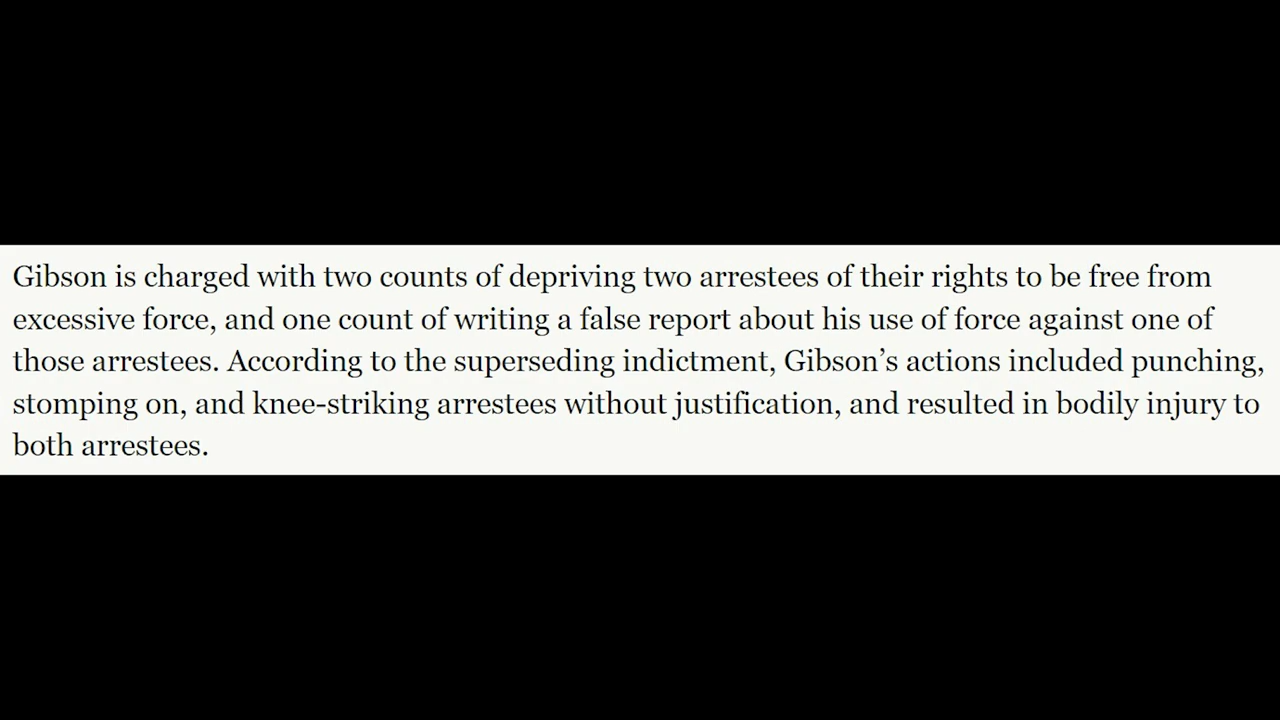 Gibson is charged with two counts of depriving two arrestees of their rights to be free from
excessive force, and one count of writing a false report about his use of force against one of
those arrestees. According to the superseding indictment, Gibson’s actions included punching,
stomping on, and knee-striking arrestees without justification, and resulted in bodily injury to
both arrestees.